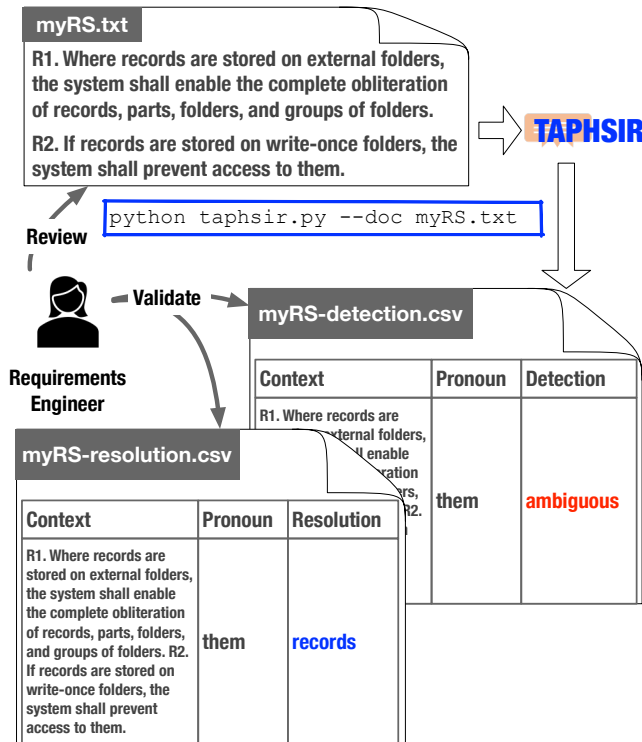 myRS.txt
R1. Where records are stored on external folders,
the system shall enable the complete obliteration
of records, parts, folders, and groups of folders.
R2. If records are stored on write-once folders, the
system shall prevent access to them.
TAPHSIR
python taphsir.py --doc myRS.txt
Review
Validate
Requirements
Engineer
myRS-detection.csv
Context Pronoun Detection
R1. Where records are
external folders,
enable
R2.
them
ambiguous
myRS-resolution.csv
Context Pronoun Resolution
R1. Where records are
stored on external folders,
the system shall enable
the complete obliteration
of records, parts, folders,
and groups of folders. R2.
If records are stored on
write-once folders, the
system shall prevent
access to them.
them
records